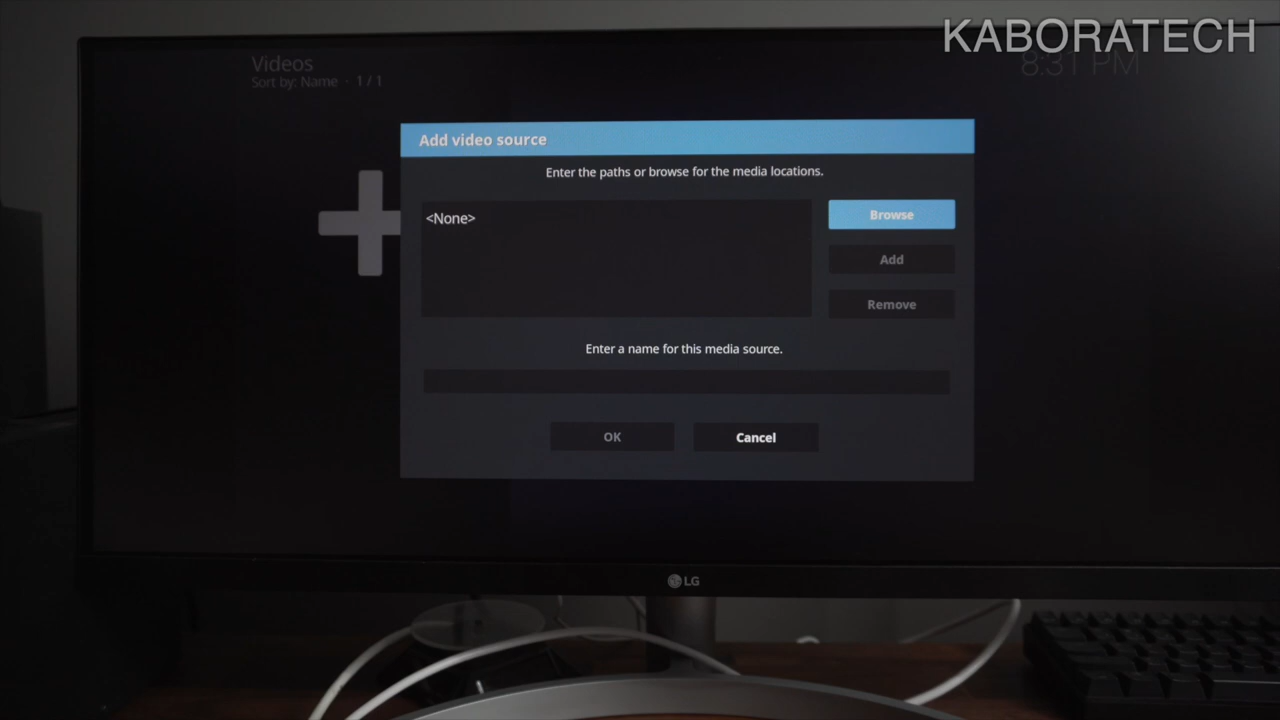 KABORATECH
Videos
8:31 PM
Sort by: Name · 1 / 1
Add video source
Enter the paths or browse for the media locations.
<None>
Browse
Add
Remove
Enter a name for this media source.
OK
Cancel
LG